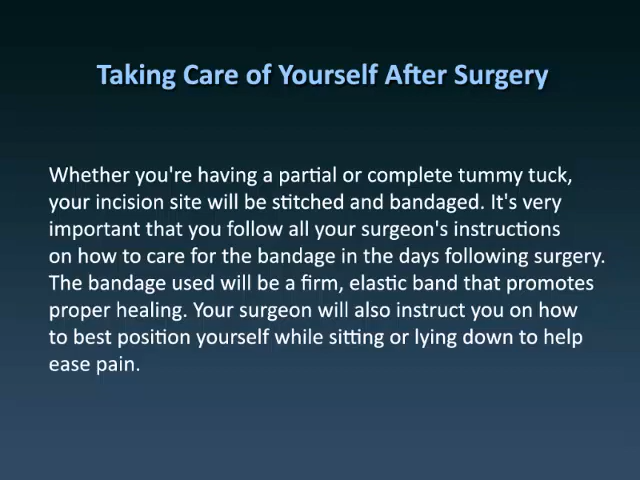 Taking Care of Yourself After Surgery
Whether you're having a partial or complete tummy tuck,
your incision site will be stitched and bandaged. It's very
important that you follow all your surgeon's instructions
on how to care for the bandage in the days following surgery.
The bandage used will be a firm, elastic band that promotes
proper healing. Your surgeon will also instruct you on how
to best position yourself while sitting or lying down to help
ease pain.